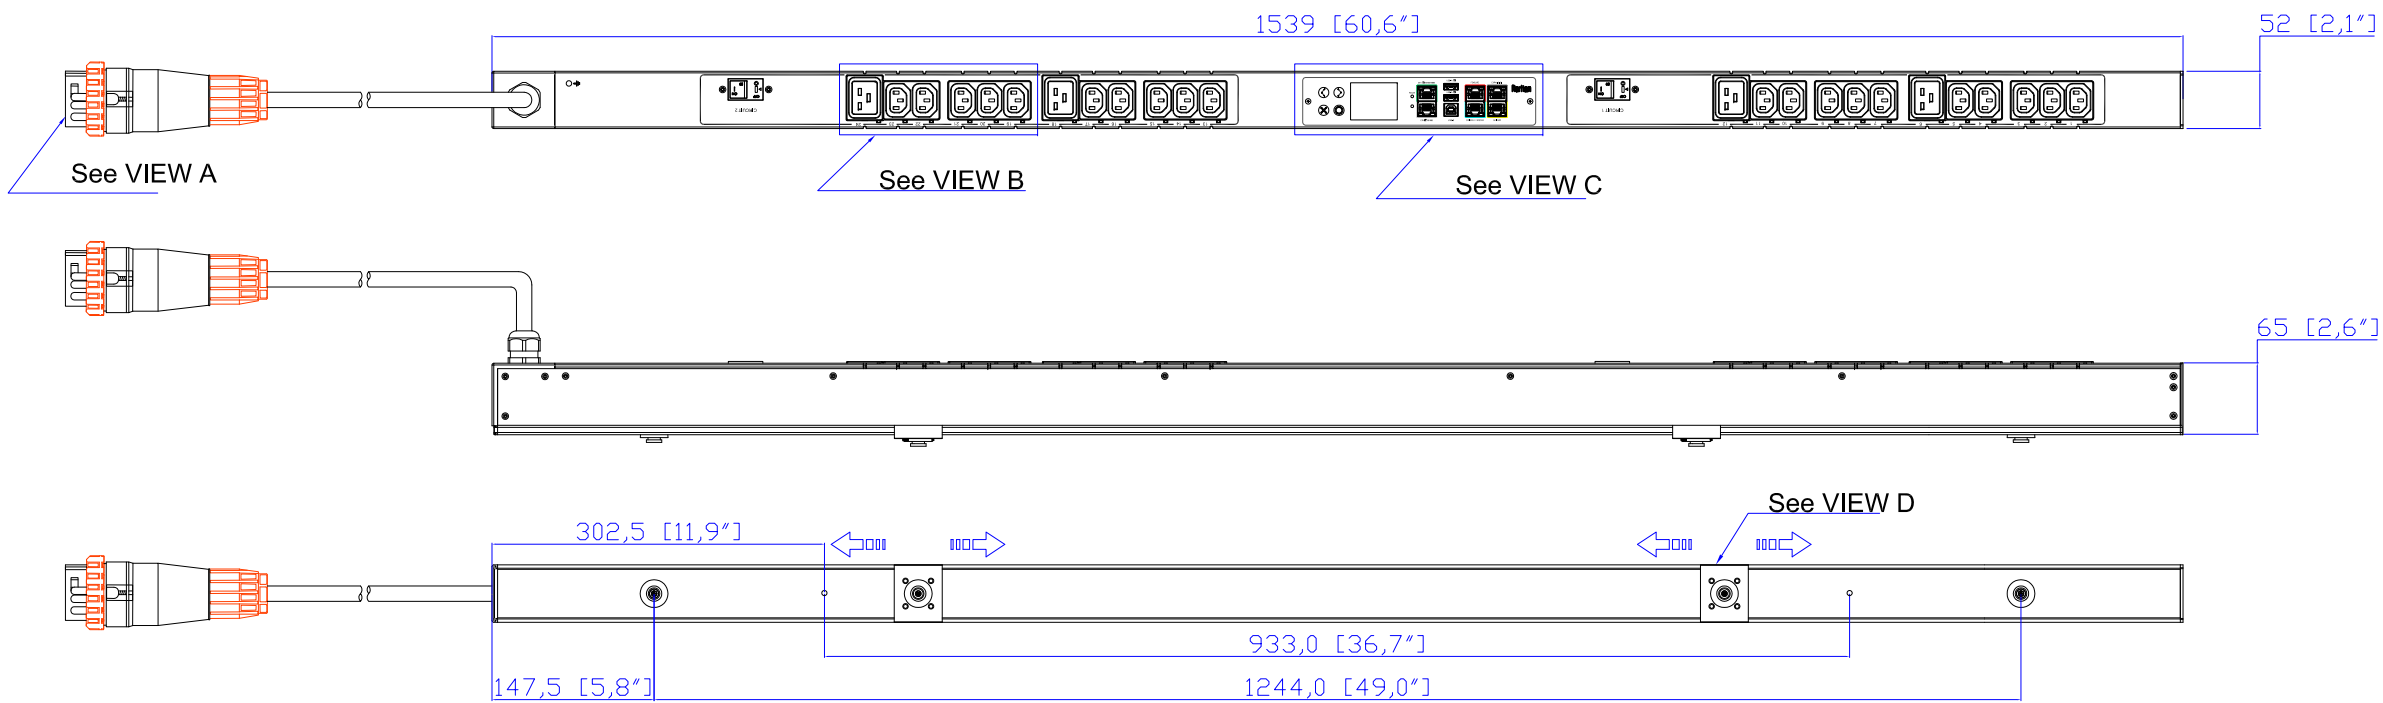 1539 [60,6″]
52 [2,1″]
Raritan
See VIEW A
See VIEW B
See VIEW C
65 [2,6″]
See VIEW D
302,5 [11,9″]
933,0 [36,7″]
147,5 [5,8″]
1244,0 [49,0″]